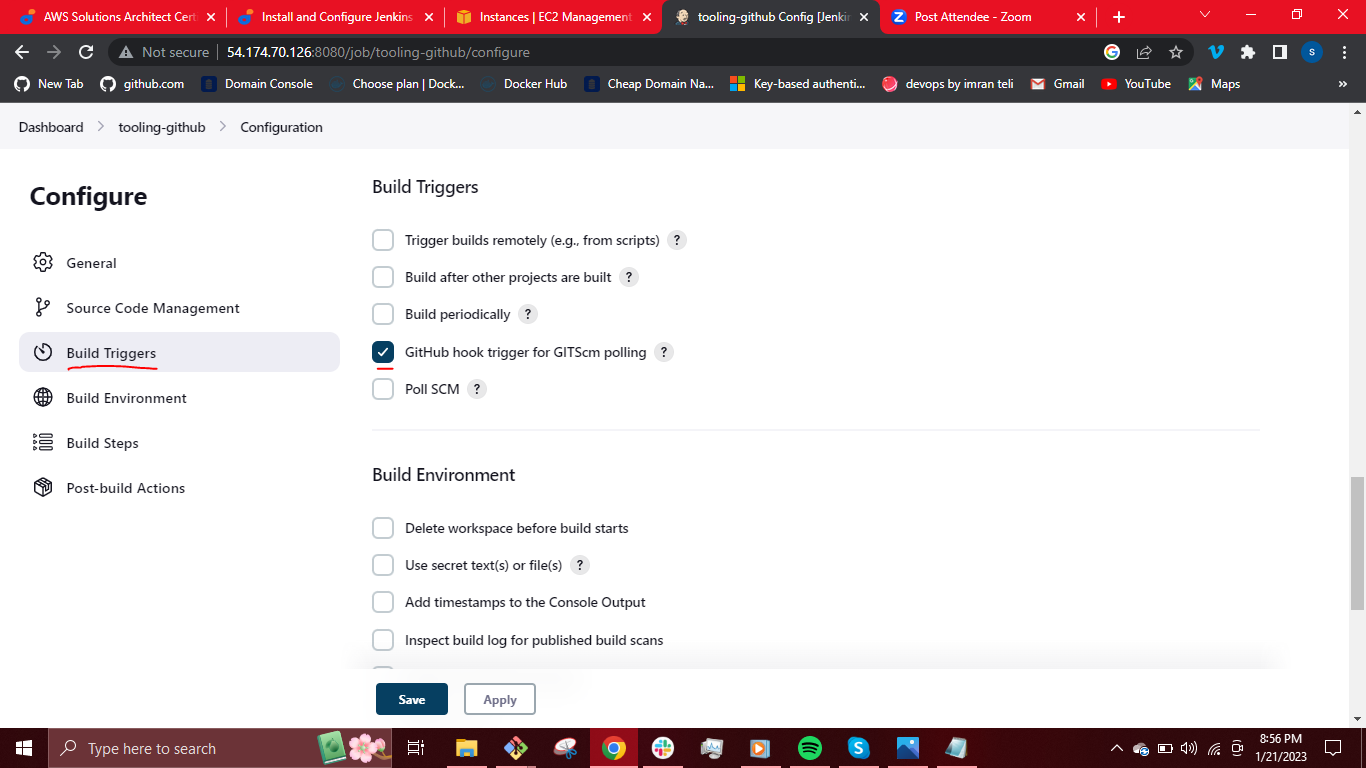 AWS Solutions Architect Cert
Install and Configure Jenkins
Instances | EC2 Management
tooling-github Config [Jenkin
Post Attendee - Zoom
Not secure
54.174.70.126:8080/job/tooling-github/configure
S
New Tab
github.com
Domain Console
Choose plan | Dock...
Docker Hub
Cheap Domain Na...
Key-based authenti...
devops by imran teli
Gmail
YouTube
Maps
»
Dashboard
tooling-github
Configuration
Configure
General
Source Code Management
Build Triggers
Build Environment
Build Steps
Post-build Actions
Build Triggers
Trigger builds remotely (e.g., from scripts) ?
Build after other projects are built ?
Build periodically ?
GitHub hook trigger for GITScm polling ?
Poll SCM ?
Build Environment
Delete workspace before build starts
Use secret text(s) or file(s) ?
Add timestamps to the Console Output
Inspect build log for published build scans
Save
Apply
Type here to search
8:56 PM
1/21/2023